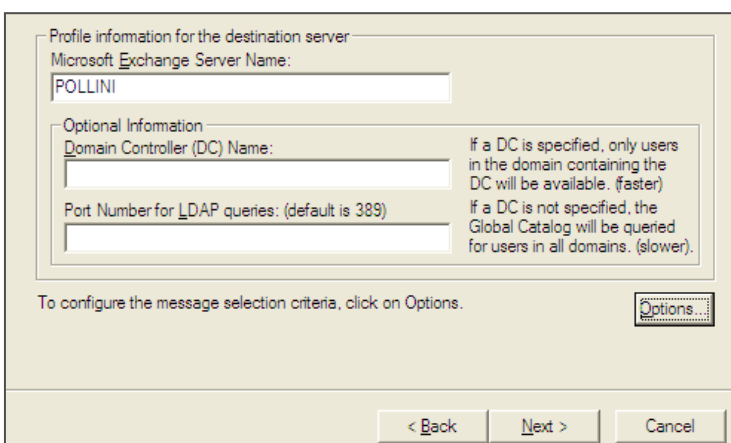 Profile information for the destination server
Microsoft Exchange Server Name:
POLLINI
Optional Information
Domain Controller (DC) Name:
If a DC is specified, only users
in the domain containing the
DC will be available. (faster)
Port Number for LDAP queries: (default is 389)
If a DC is not specified, the
Global Catalog will be queried
for users in all domains. (slower).
To configure the message selection criteria, click on Options.
Options...
< Back
Next >
Cancel